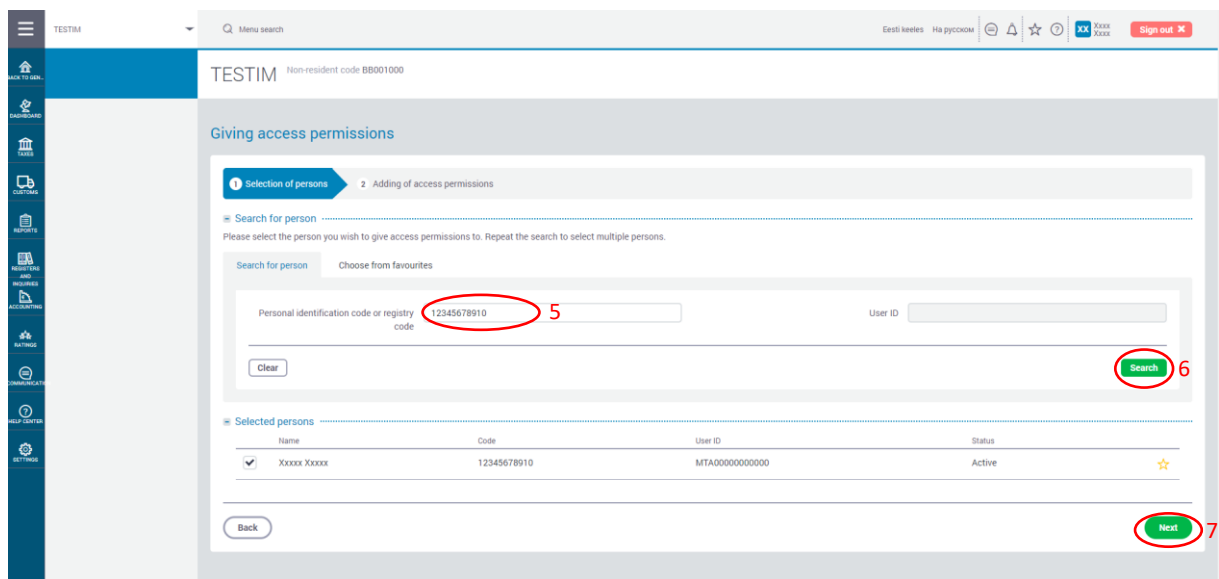 TESTIM
Menu search
Eesti keeles На русском
XX Xxxx Xxxx
Sign out ✖
BACK TO GEN..
DASHBOARD
TAXES
CUSTOMS
REPORTS
REGISTERS AND INQUIRIES
ACCOUNTING
RATINGS
COMMUNICATI
HELP CENTER
SETTINGS
TESTIM Non-resident code BB001000
Giving access permissions
1 Selection of persons 2 Adding of access permissions
Search for person
Please select the person you wish to give access permissions to. Repeat the search to select multiple persons.
Search for person Choose from favourites
Personal identification code or registry code 12345678910 5 User ID
Clear Search 6
Selected persons
Name Code User ID Status
Xxxxx Xxxxx 12345678910 MTA00000000000 Active
Back Next 7